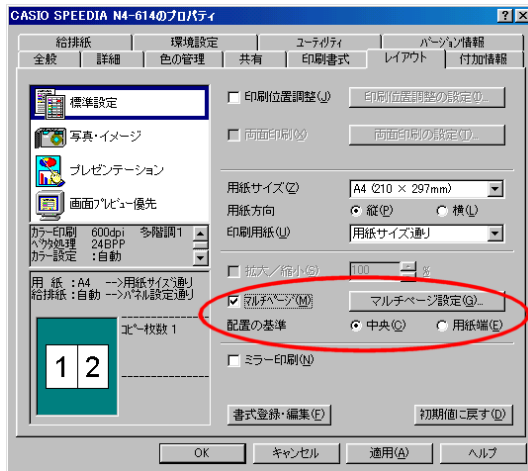 CASIO SPEEDIA N4-614のプロパティ
給排紙 環境設定 ユーティリティ バージョン情報
全般 詳細 色の管理 共有 印刷書式 レイアウト 付加情報
標準設定
写真・イメージ
プレゼンテーション
画面プレビュー優先
カラー印刷 600dpi 多階調1
ベクタ処理 24BPP
カラー設定 :自動
用 紙 :A4 -->用紙サイズ通り
給排紙 :自動 -->パネル設定通り
コピー枚数 1
1 2
印刷位置調整(J) 印刷位置調整の設定(I)...
両面印刷(X) 両面印刷の設定(T)...
用紙サイズ(Z) A4 (210 × 297mm)
用紙方向 縦(P) 横(L)
印刷用紙(U) 用紙サイズ通り
拡大/縮小(S) 100 %
マルチページ(M) マルチページ設定(G)...
配置の基準 中央(C) 用紙端(E)
ミラー印刷(N)
書式登録・編集(F) 初期値に戻す(D)
OK キャンセル 適用(A) ヘルプ